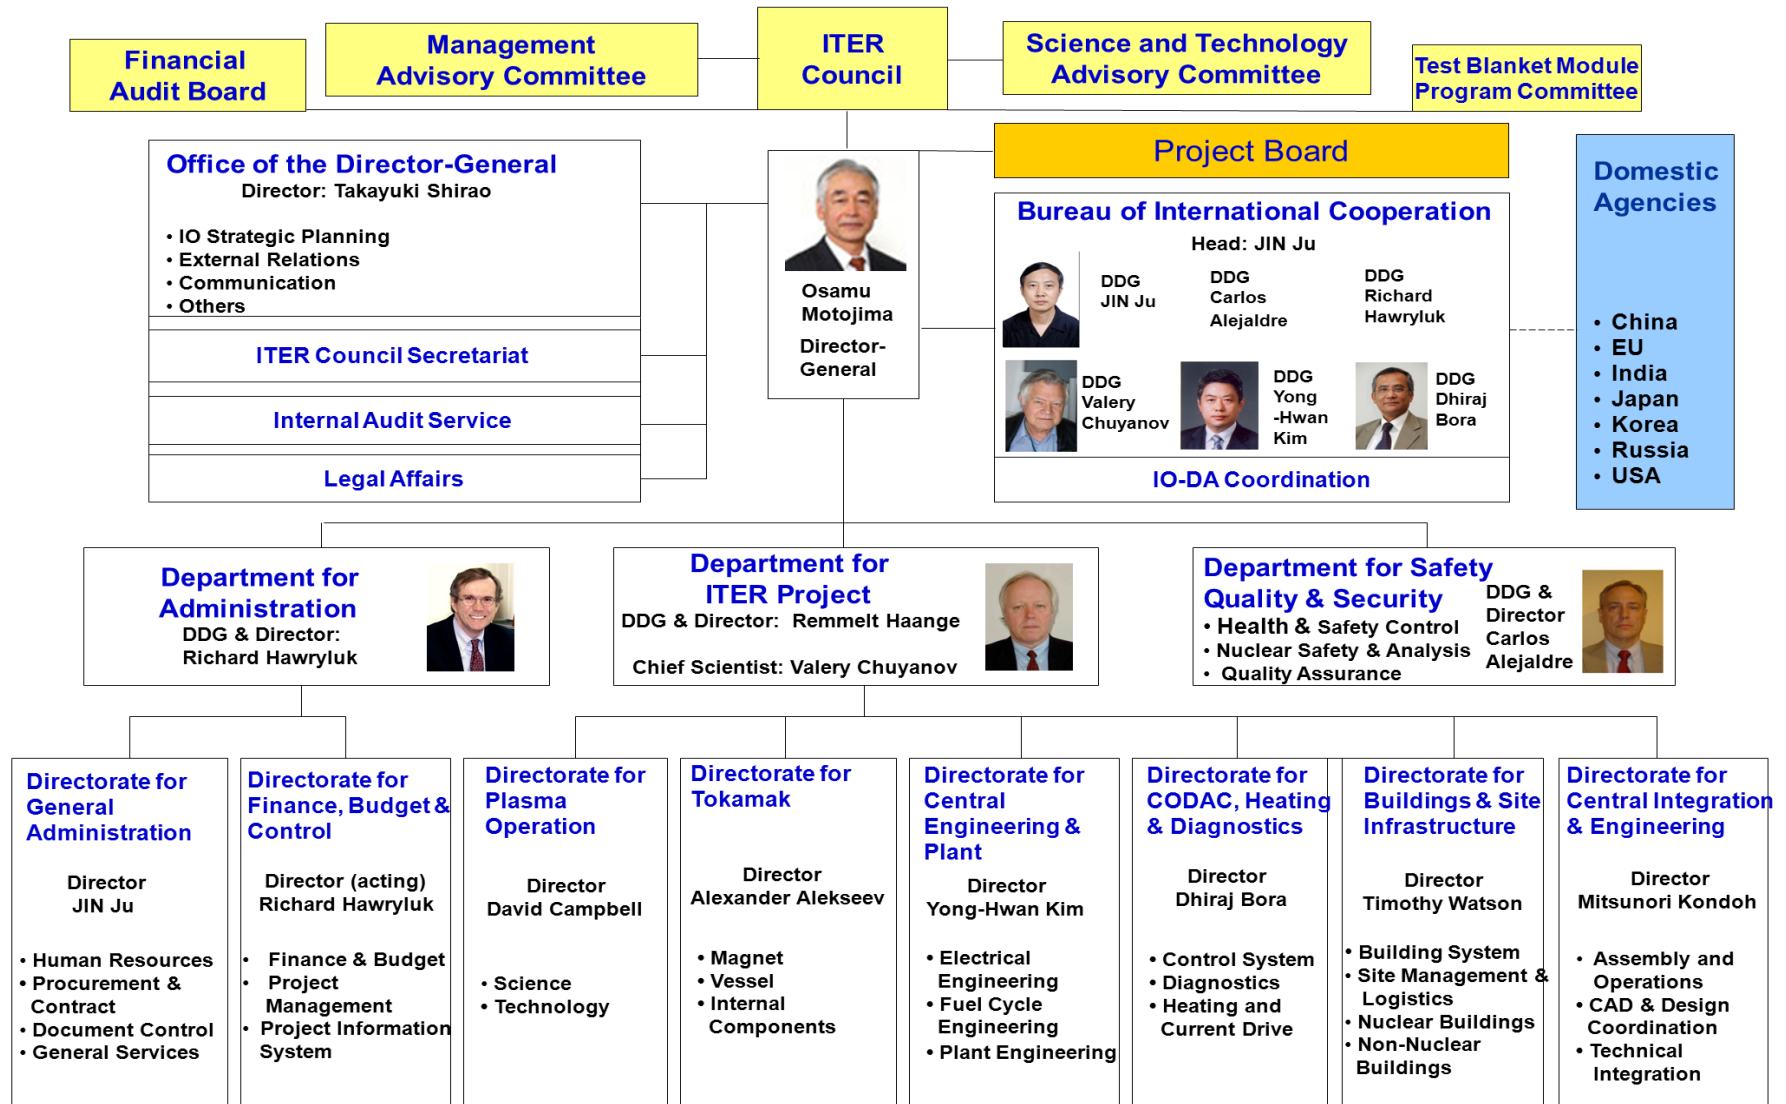 Financial
Audit Board
Management
Advisory Committee
ITER
Council
Science and Technology
Advisory Committee
Test Blanket Module
Program Committee
Office of the Director-General
Director: Takayuki Shirao
• IO Strategic Planning
• External Relations
• Communication
• Others
ITER Council Secretariat
Internal Audit Service
Legal Affairs
Osamu
Motojima
Director-
General
Project Board
Bureau of International Cooperation
Head: JIN Ju
DDG
JIN Ju
DDG
Carlos
Alejaldre
DDG
Richard
Hawryluk
DDG
Valery
Chuyanov
DDG
Yong
-Hwan
Kim
DDG
Dhiraj
Bora
IO-DA Coordination
Domestic
Agencies
• China
• EU
• India
• Japan
• Korea
• Russia
• USA
Department for
Administration
DDG & Director:
Richard Hawryluk
Department for
ITER Project
DDG & Director: Remmelt Haange
Chief Scientist: Valery Chuyanov
Department for Safety
Quality & Security
• Health & Safety Control
• Nuclear Safety & Analysis
• Quality Assurance
DDG &
Director
Carlos
Alejaldre
Directorate for
General
Administration
Director
JIN Ju
• Human Resources
• Procurement &
Contract
• Document Control
• General Services
Directorate for
Finance, Budget &
Control
Director (acting)
Richard Hawryluk
• Finance & Budget
• Project
Management
• Project Information
System
Directorate for
Plasma
Operation
Director
David Campbell
• Science
• Technology
Directorate for
Tokamak
Director
Alexander Alekseev
• Magnet
• Vessel
• Internal
Components
Directorate for
Central
Engineering &
Plant
Director
Yong-Hwan Kim
• Electrical
Engineering
• Fuel Cycle
Engineering
• Plant Engineering
Directorate for
CODAC, Heating
& Diagnostics
Director
Dhiraj Bora
• Control System
• Diagnostics
• Heating and
Current Drive
Directorate for
Buildings & Site
Infrastructure
Director
Timothy Watson
• Building System
• Site Management &
Logistics
• Nuclear Buildings
• Non-Nuclear
Buildings
Directorate for
Central Integration
& Engineering
Director
Mitsunori Kondoh
• Assembly and
Operations
• CAD & Design
Coordination
• Technical
Integration